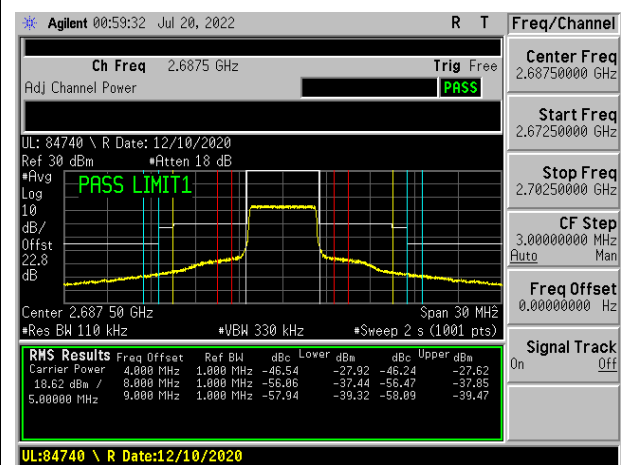 Agilent 00:59:32 Jul 20, 2022 R T Freq/Channel
Ch Freq 2.6875 GHz Trig Free
Adj Channel Power PASS
UL: 84740 \ R Date: 12/10/2020
Ref 30 dBm #Atten 18 dB
#Avg
Log
10
dB/
Offst
22.8
dB
PASS LIMIT1
Center 2.687 50 GHz Span 30 MHz
#Res BW 110 kHz #VBW 330 kHz #Sweep 2 s (1001 pts)
RMS Results Freq Offset Ref BW dBc Lower dBm dBc Upper dBm
Carrier Power 4.000 MHz 1.000 MHz -46.54 -27.92 -46.24 -27.62
18.62 dBm / 8.000 MHz 1.000 MHz -56.06 -37.44 -56.47 -37.85
5.00000 MHz 9.000 MHz 1.000 MHz -57.94 -39.32 -58.09 -39.47
UL:84740 \ R Date:12/10/2020
Center Freq
2.68750000 GHz
Start Freq
2.67250000 GHz
Stop Freq
2.70250000 GHz
CF Step
3.00000000 MHz
Auto Man
Freq Offset
0.00000000 Hz
Signal Track
On Off